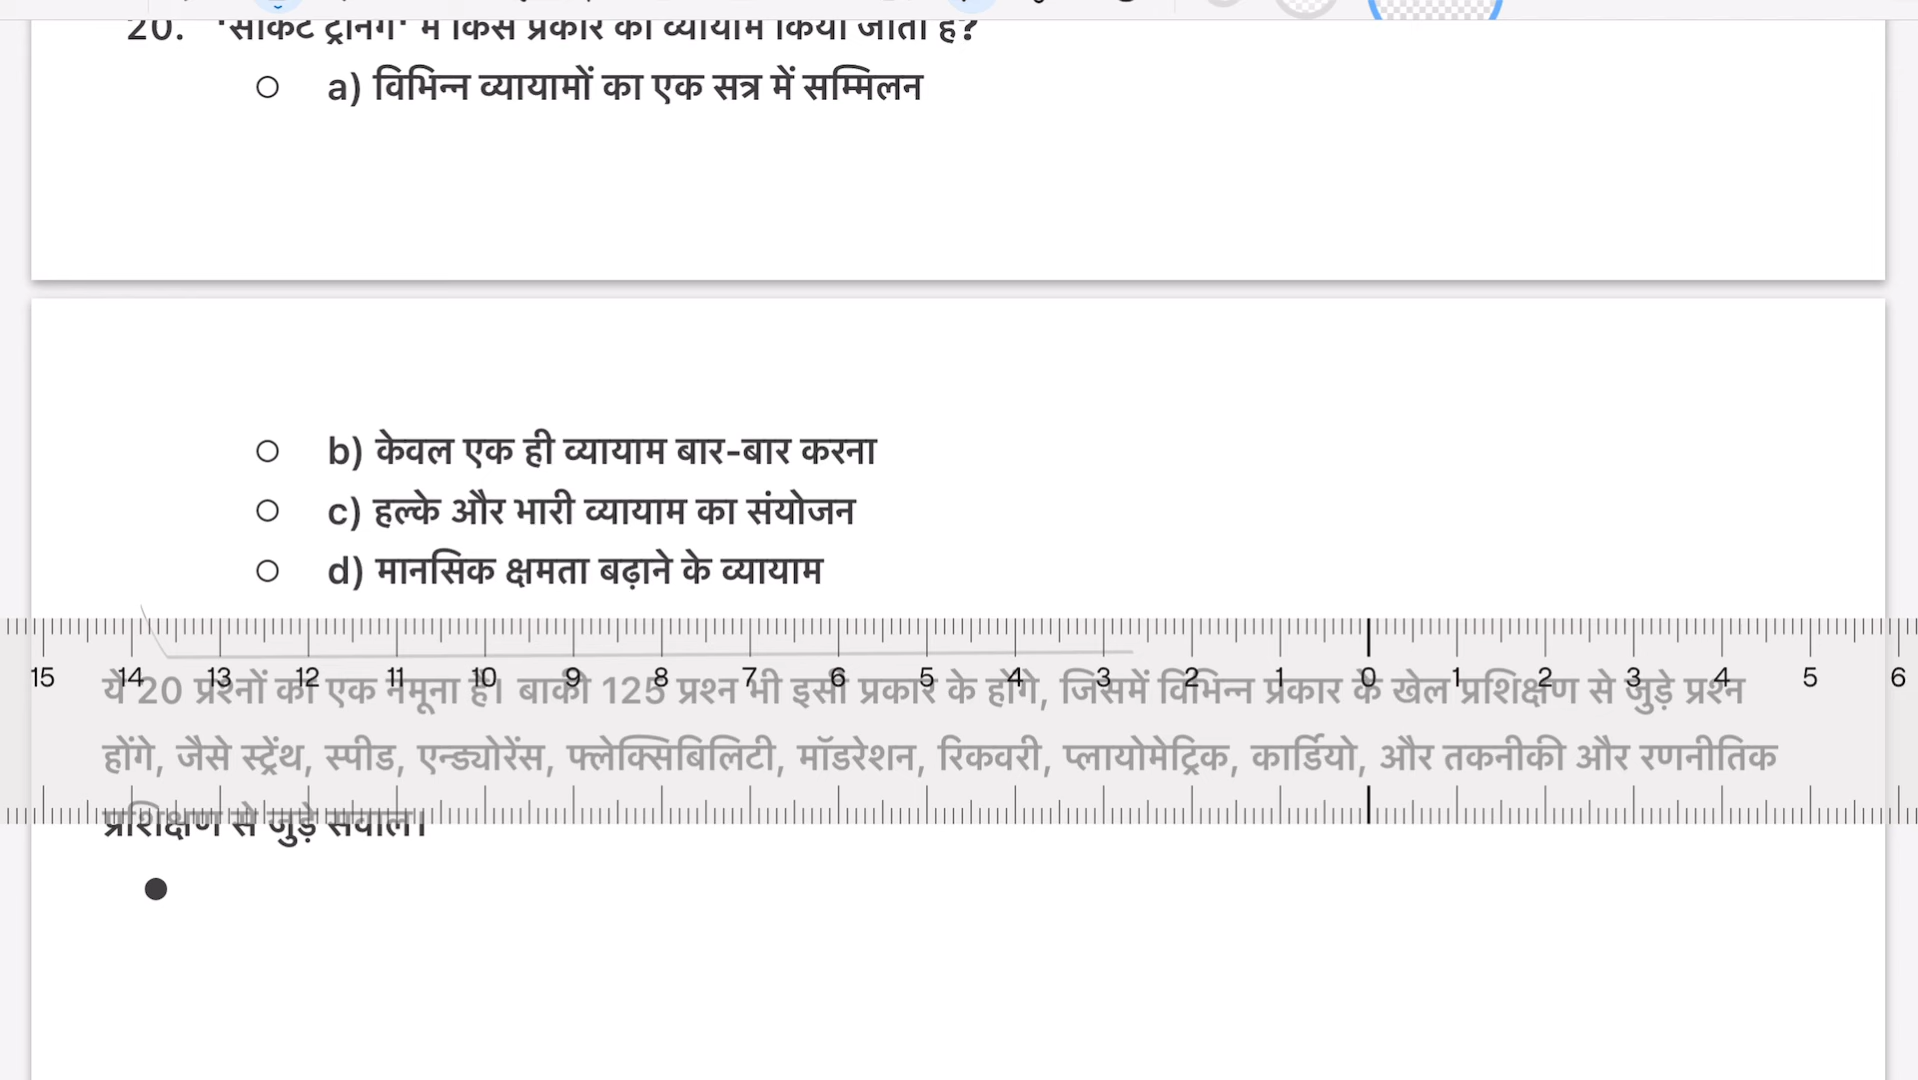 20. 'सर्किट ट्रेनिंग' में किस प्रकार का व्यायाम किया जाता है?
a) विभिन्न व्यायामों का एक सत्र में सम्मिलन
b) केवल एक ही व्यायाम बार-बार करना
c) हल्के और भारी व्यायाम का संयोजन
d) मानसिक क्षमता बढ़ाने के व्यायाम
15 14 13 12 11 10 9 8 7 6 5 4 3 2 1 0 1 2 3 4 5 6
ये 20 प्रश्नों का एक नमूना है। बाकी 125 प्रश्न भी इसी प्रकार के होंगे, जिसमें विभिन्न प्रकार के खेल प्रशिक्षण से जुड़े प्रश्न
होंगे, जैसे स्ट्रेंथ, स्पीड, एन्ड्योरेंस, फ्लेक्सिबिलिटी, मॉडरेशन, रिकवरी, प्लायोमेट्रिक, कार्डियो, और तकनीकी और रणनीतिक
प्रशिक्षण से जुड़े सवाल।